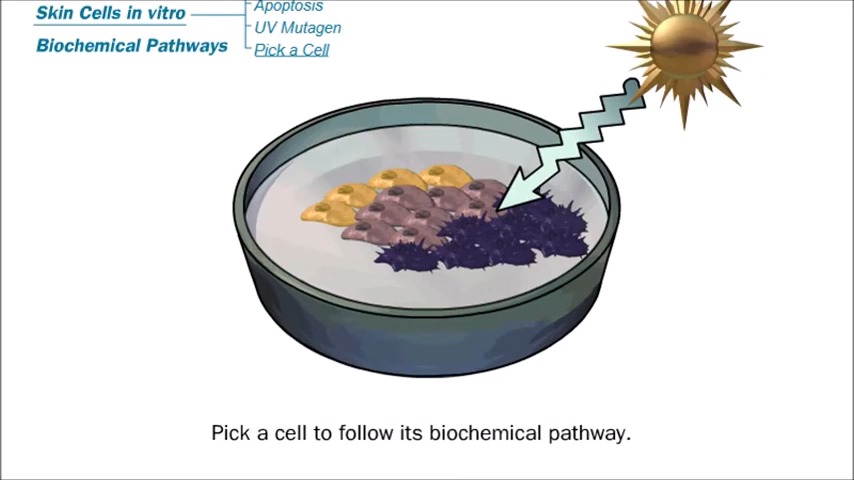 Skin Cells in vitro
Apoptosis
UV Mutagen
Biochemical Pathways
Pick a Cell
Pick a cell to follow its biochemical pathway.